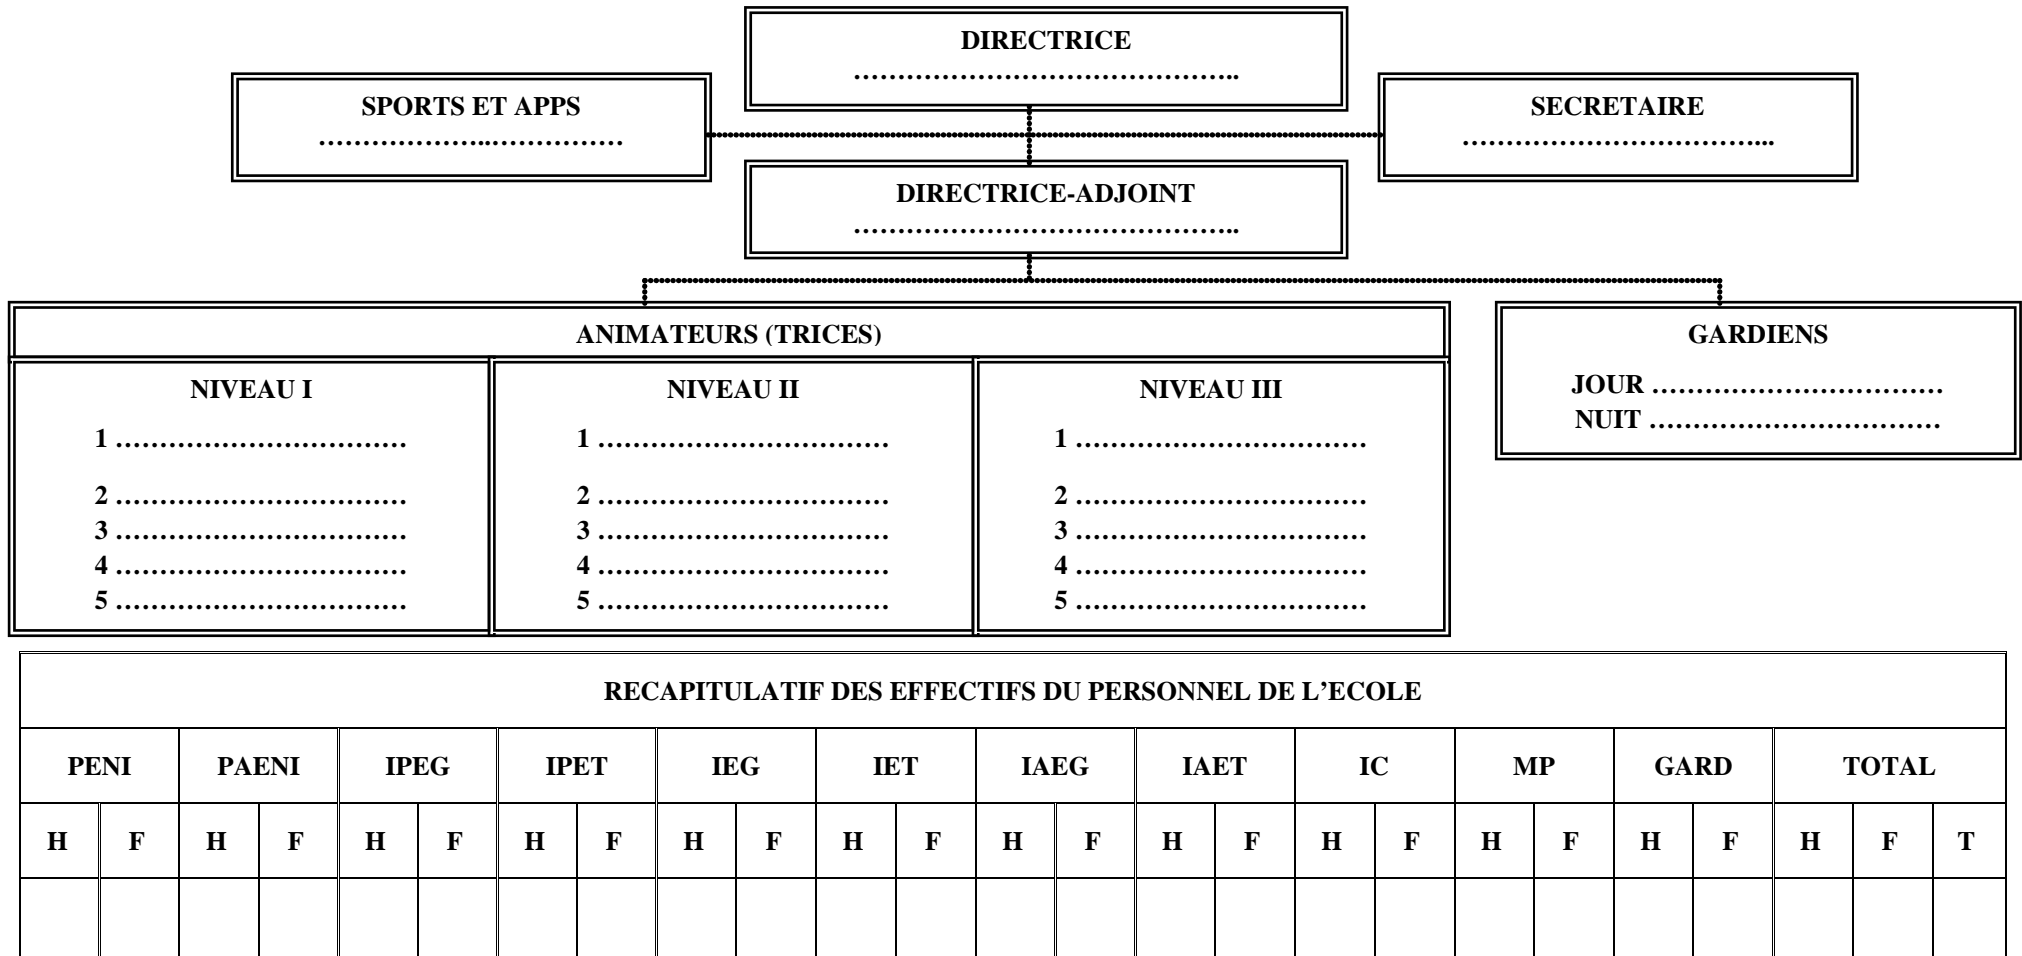 DIRECTRICE
……………………………………..
SPORTS ET APPS
………………..……………
SECRETAIRE
……………………………...
DIRECTRICE-ADJOINT
……………………………………..
ANIMATEURS (TRICES)
NIVEAU I
1 ……………………………
2 ……………………………
3 ……………………………
4 ……………………………
5 ……………………………
NIVEAU II
1 ……………………………
2 ……………………………
3 ……………………………
4 ……………………………
5 ……………………………
NIVEAU III
1 ……………………………
2 ……………………………
3 ……………………………
4 ……………………………
5 ……………………………
GARDIENS
JOUR ……………………………
NUIT ……………………………
RECAPITULATIF DES EFFECTIFS DU PERSONNEL DE L’ECOLE
PENI PAENI IPEG IPET IEG IET IAEG IAET IC MP GARD TOTAL
H F H F H F H F H F H F H F H F H F H F H F H F T